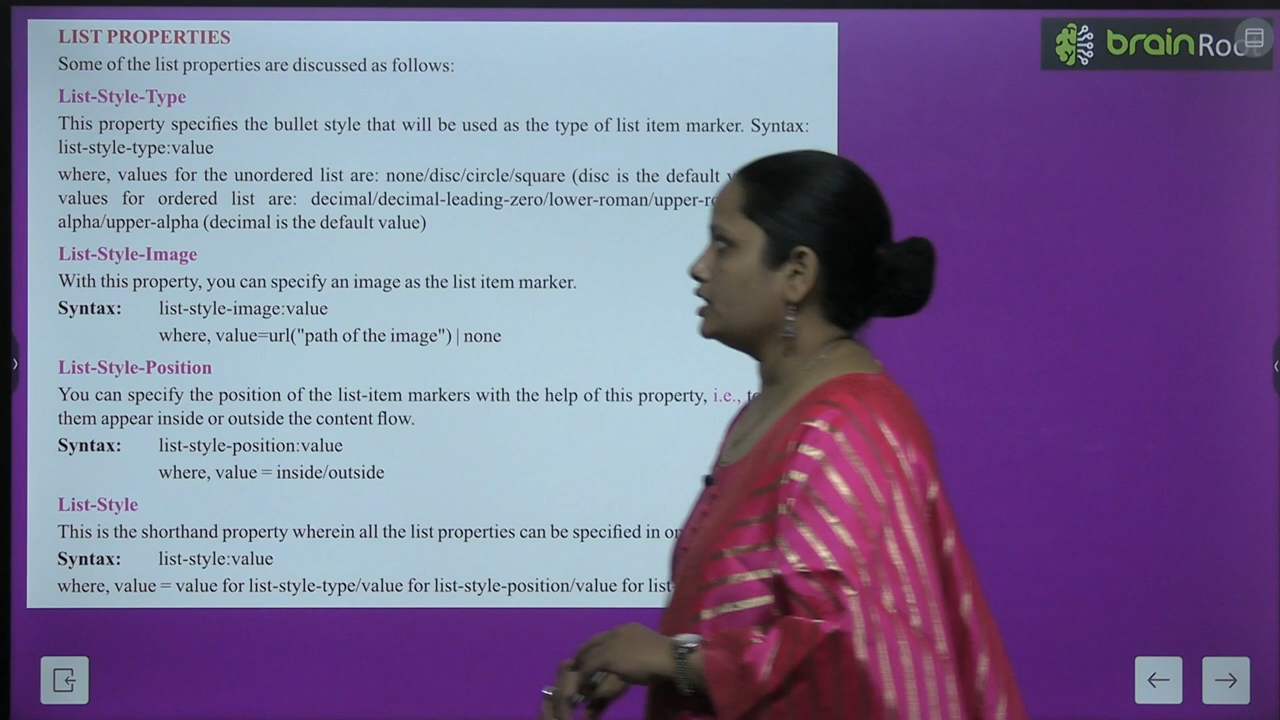 LIST PROPERTIES
Some of the list properties are discussed as follows:
List-Style-Type
This property specifies the bullet style that will be used as the type of list item marker. Syntax:
list-style-type:value
where, values for the unordered list are: none/disc/circle/square (disc is the default
values for ordered list are: decimal/decimal-leading-zero/lower-roman/upper-
alpha/upper-alpha (decimal is the default value)
List-Style-Image
With this property, you can specify an image as the list item marker.
Syntax: list-style-image:value
where, value=url("path of the image") | none
List-Style-Position
You can specify the position of the list-item markers with the help of this property, i.e.,
them appear inside or outside the content flow.
Syntax: list-style-position:value
where, value = inside/outside
List-Style
This is the shorthand property wherein all the list properties can be specified in
Syntax: list-style:value
where, value = value for list-style-type/value for list-style-position/value for
brain